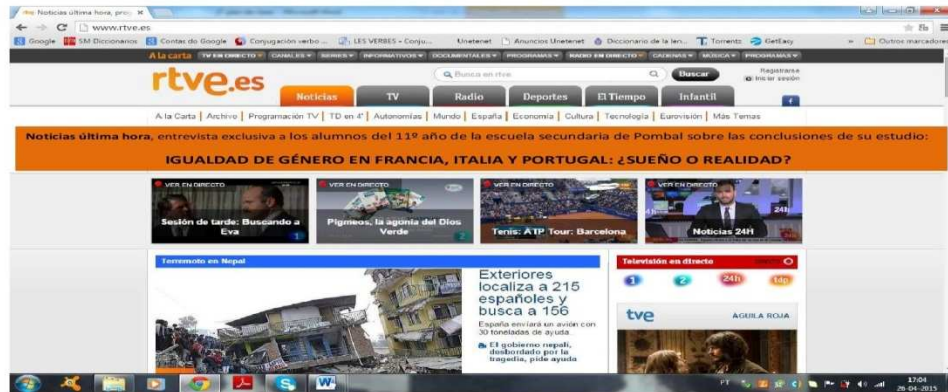 Noticias última hora, pro
www.rtve.es
Google SM Diccionarios Contas do Google Conjugación verbo ... LES VERBES - Conju... Unetenet Anuncios Unetenet Diccionario de la len... Torrentz GetEasy » Outros marcadores
A la carta TV EN DIRECTO CANALES SERIES INFORMATIVOS DOCUMENTALES PROGRAMAS RADIO EN DIRECTO CADENAS MÚSICA PROGRAMAS
rtve.es
Busca en rtve
Buscar
Registrarse
Iniciar sesión
Noticias TV Radio Deportes El Tiempo Infantil
A la Carta | Archivo | Programación TV | TD en 4' | Autonomías | Mundo | España | Economía | Cultura | Tecnología | Eurovisión | Más Temas
Noticias última hora, entrevista exclusiva a los alumnos del 11º año de la escuela secundaria de Pombal sobre las conclusiones de su estudio:
IGUALDAD DE GÉNERO EN FRANCIA, ITALIA Y PORTUGAL: ¿SUEÑO O REALIDAD?
VER EN DIRECTO
Sesión de tarde: Buscando a
Eva
1
VER EN DIRECTO
Pigmeos, la agonía del Dios
Verde
2
VER EN DIRECTO
Tenis: ATP Tour: Barcelona
VER EN DIRECTO
24h
Noticias 24H
Terremoto en Nepal
Exteriores
localiza a 215
españoles y
busca a 156
España enviará un avión con
30 toneladas de ayuda
El gobierno nepalí,
desbordado por la
tragedia, pide ayuda
Televisión en directo
1 2 24h tdp
tve AGUILA ROJA
PT 17:04
26-04-2015